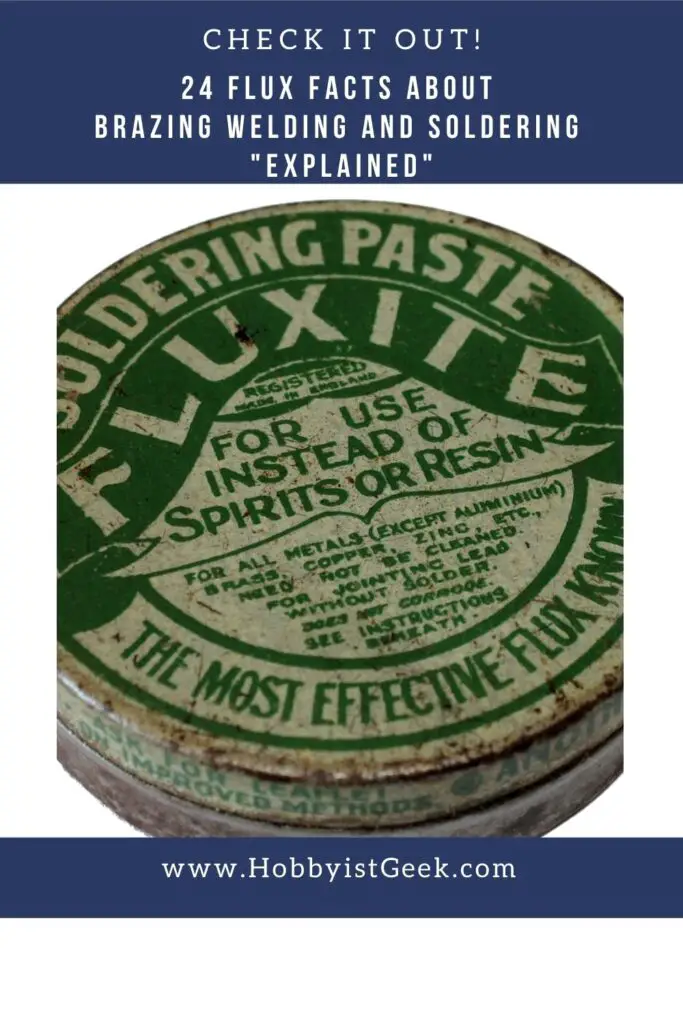 CHECK IT OUT!
24 FLUX FACTS ABOUT
BRAZING WELDING AND SOLDERING
"EXPLAINED"
SOLDERING PASTE
FLUXITE
REGISTERED
MADE IN ENGLAND
FOR USE
INSTEAD OF
SPIRITS OR RESIN
FOR ALL METALS (EXCEPT ALUMINIUM)
BRASS, COPPER, ZINC, ETC.,
NEED NOT BE CLEANED.
FOR JOINTING LEAD
WITHOUT SOLDER.
DOES NOT CORRODE.
SEE INSTRUCTIONS
BENEATH
THE MOST EFFECTIVE FLUX KNOWN
ASK FOR LEAFLET
ON IMPROVED METHODS
www.HobbyistGeek.com